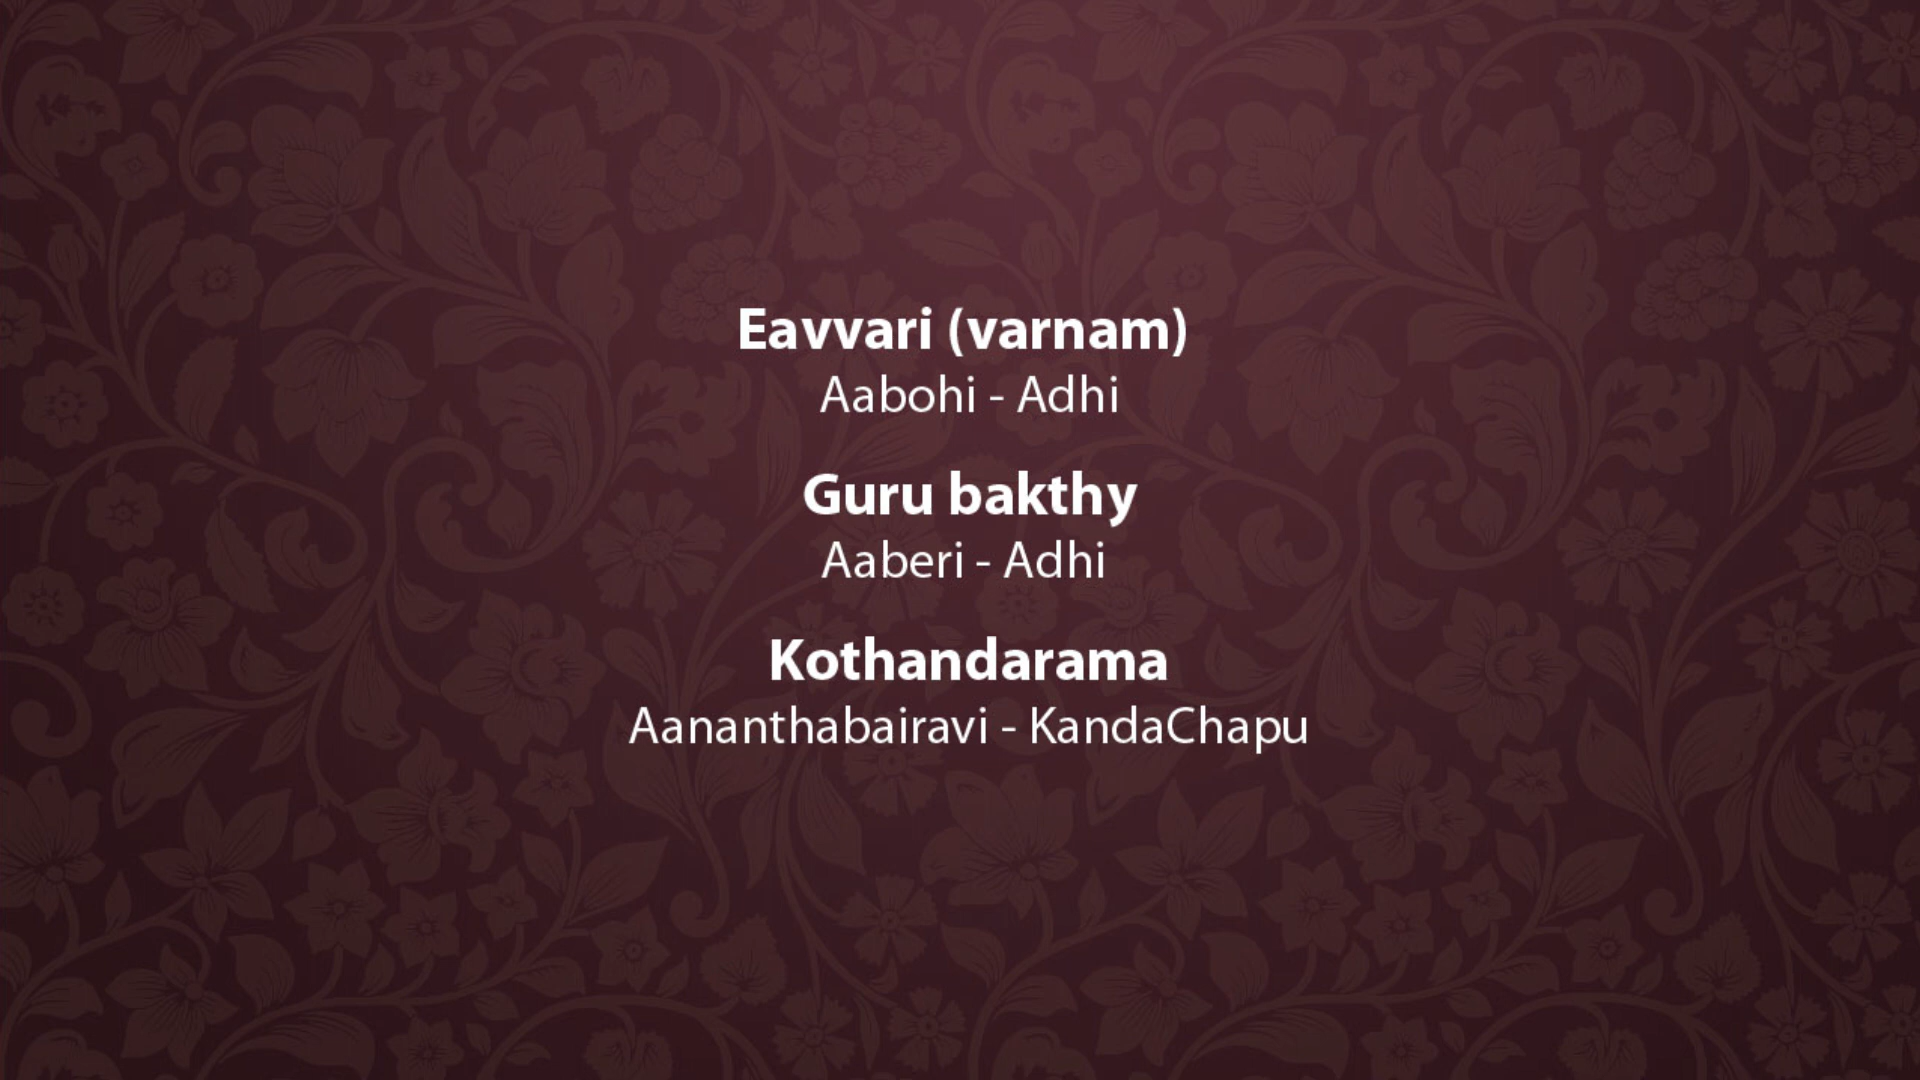 Eavvari (varnam)
Aabohi - Adhi
Guru bakthy
Aaberi - Adhi
Kothandarama
Aananthabairavi - KandaChapu